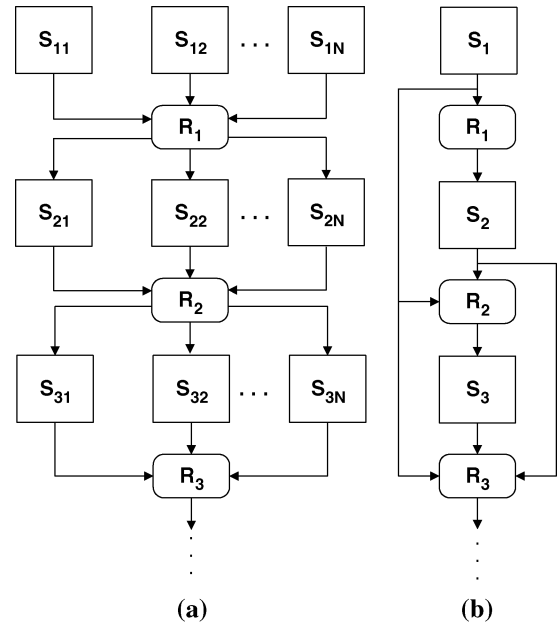 S11 S12 . . . S1N
R1
S21 S22 . . . S2N
R2
S31 S32 . . . S3N
R3
.
.
.
(a)
S1
R1
S2
R2
S3
R3
.
.
.
(b)